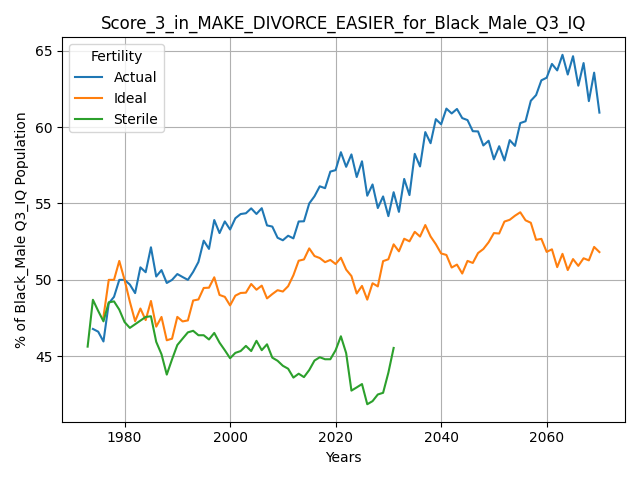 Score_3_in_MAKE_DIVORCE_EASIER_for_Black_Male_Q3_IQ
Fertility
Actual
Ideal
Sterile
% of Black_Male Q3_IQ Population
65
60
55
50
45
1980
2000
2020
2040
2060
Years